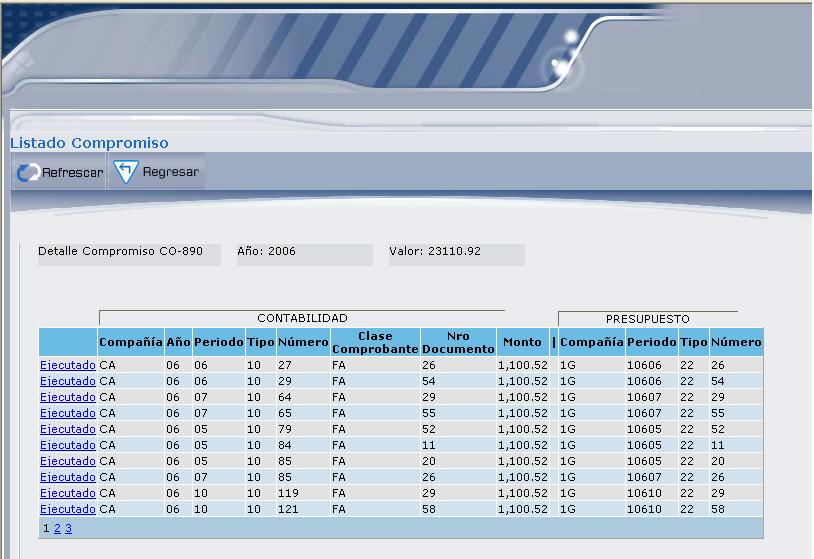 Listado Compromiso
Refrescar Regresar
Detalle Compromiso CO-890 Año: 2006 Valor: 23110.92
CONTABILIDAD PRESUPUESTO
Compañía Año Periodo Tipo Número Clase Comprobante Nro Documento Monto | Compañía Periodo Tipo Número
Ejecutado CA 06 06 10 27 FA 26 1,100.52 1G 10606 22 26
Ejecutado CA 06 06 10 29 FA 54 1,100.52 1G 10606 22 54
Ejecutado CA 06 07 10 64 FA 29 1,100.52 1G 10607 22 29
Ejecutado CA 06 07 10 65 FA 55 1,100.52 1G 10607 22 55
Ejecutado CA 06 05 10 79 FA 52 1,100.52 1G 10605 22 52
Ejecutado CA 06 05 10 84 FA 11 1,100.52 1G 10605 22 11
Ejecutado CA 06 05 10 85 FA 20 1,100.52 1G 10605 22 20
Ejecutado CA 06 07 10 85 FA 26 1,100.52 1G 10607 22 26
Ejecutado CA 06 10 10 119 FA 29 1,100.52 1G 10610 22 29
Ejecutado CA 06 10 10 121 FA 58 1,100.52 1G 10610 22 58
1 2 3